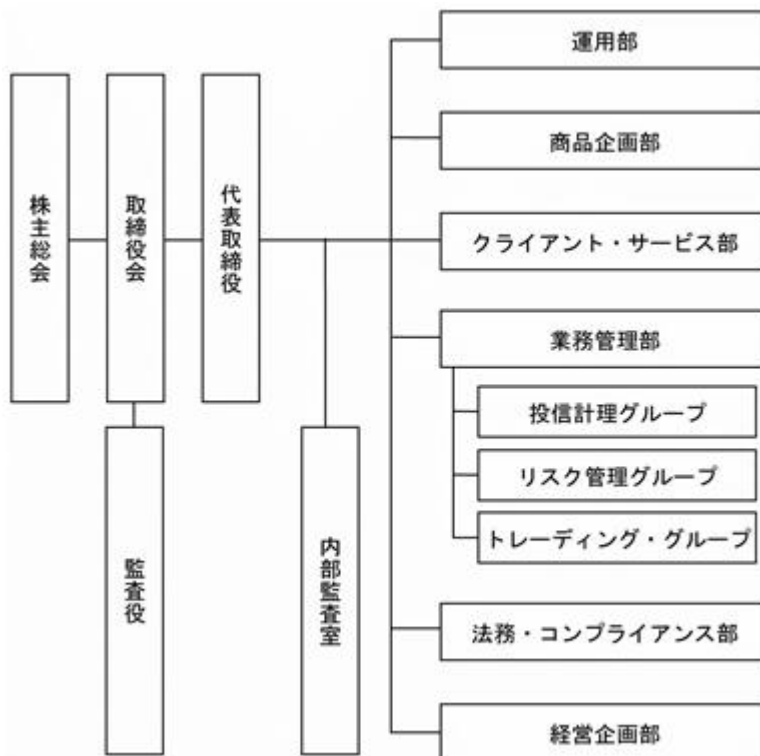 株主総会
取締役会
代表取締役
監査役
内部監査室
運用部
商品企画部
クライアント・サービス部
業務管理部
投信計理グループ
リスク管理グループ
トレーディング・グループ
法務・コンプライアンス部
経営企画部